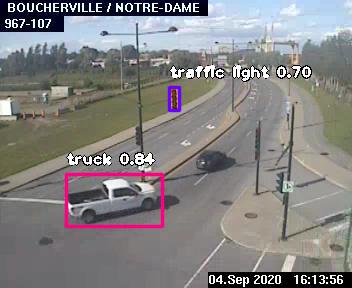 BOUCHERVILLE / NOTRE-DAME
967-107
traffic light 0.70
truck 0.84
04.Sep 2020 16:13:56